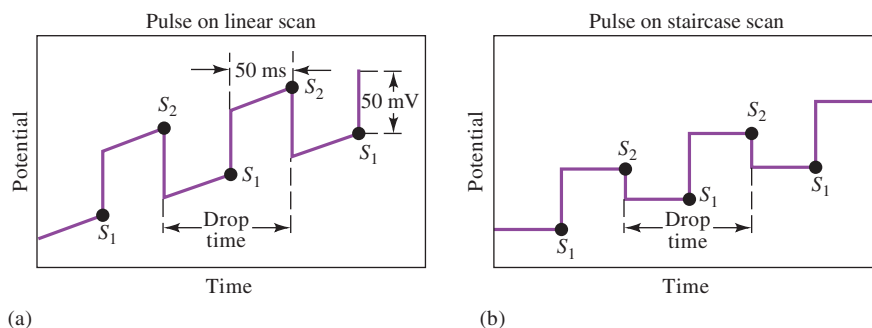 Pulse on linear scan
50 ms
S2
S2
50 mV
S1
S1
S1
Drop
time
Potential
Time
(a)
Pulse on staircase scan
S2
S2
S1
S1
S1
Drop
time
Potential
Time
(b)